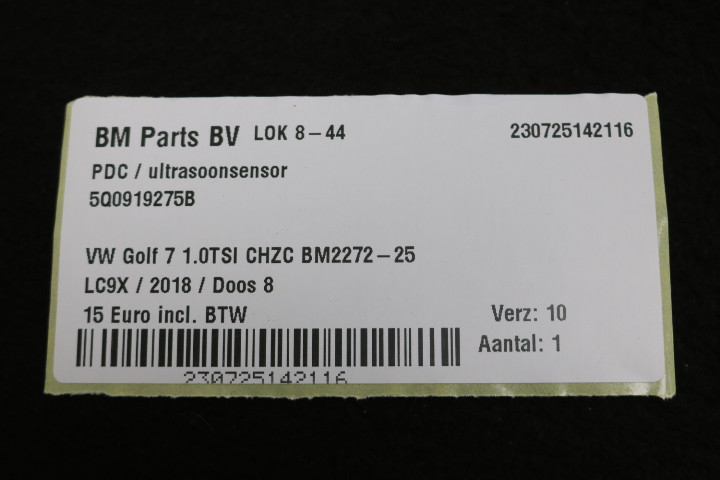 BM Parts BV LOK 8-44 230725142116
PDC / ultrasoonsensor
5Q0919275B
VW Golf 7 1.0TSI CHZC BM2272-25
LC9X / 2018 / Doos 8
15 Euro incl. BTW Verz: 10
Aantal: 1
230725142116